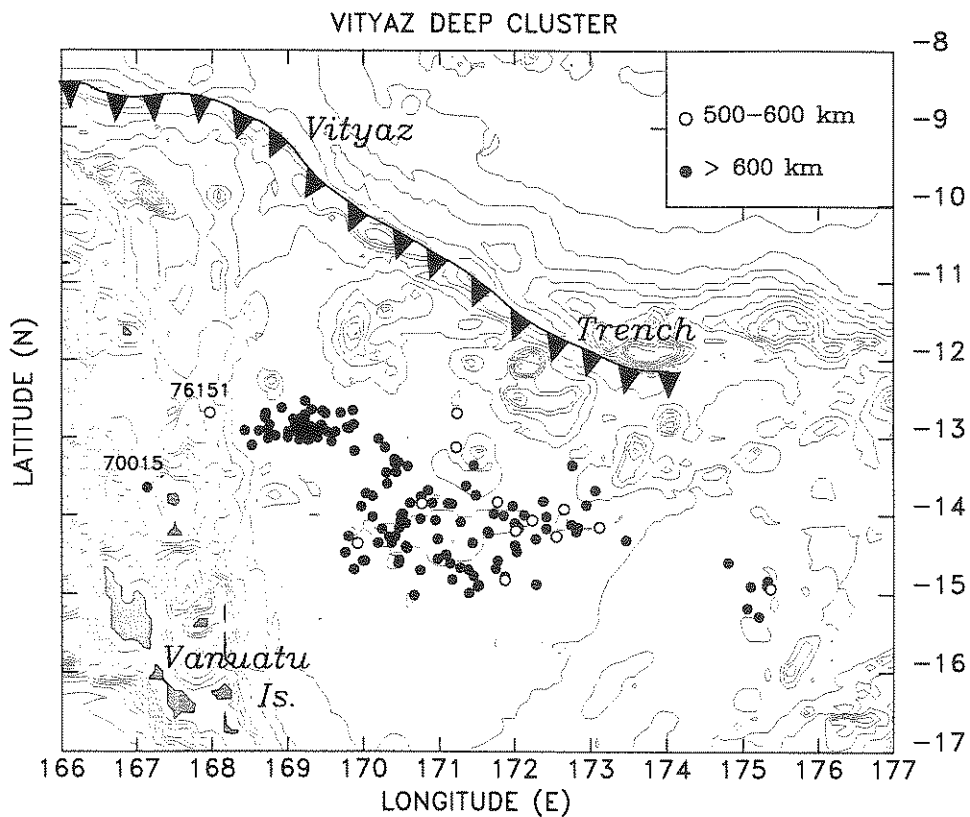 VITYAZ DEEP CLUSTER
500-600 km
> 600 km
Vityaz
Trench
76151
70015
Vanuatu
Is.
LATITUDE (N)
-8
-9
-10
-11
-12
-13
-14
-15
-16
-17
166 167 168 169 170 171 172 173 174 175 176 177
LONGITUDE (E)